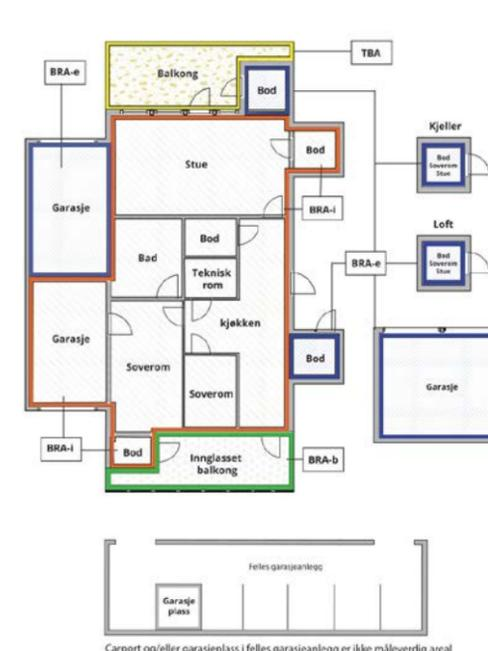 TBA
BRA-e
Balkong
Bod
Kjeller
Stue
Bod
Bod
Soverom
Stue
Garasje
BRA-i
Bod
Loft
Bad
Teknisk
rom
BRA-e
Bod
Soverom
Stue
kjøkken
Garasje
Soverom
Bod
Garasje
Soverom
BRA-i
Bod
Innglasset
balkong
BRA-b
Felles garasjeanlegg
Garasje
plass
Carport og/eller garasjeplass i felles garasjeanlegg er ikke måleverdig areal